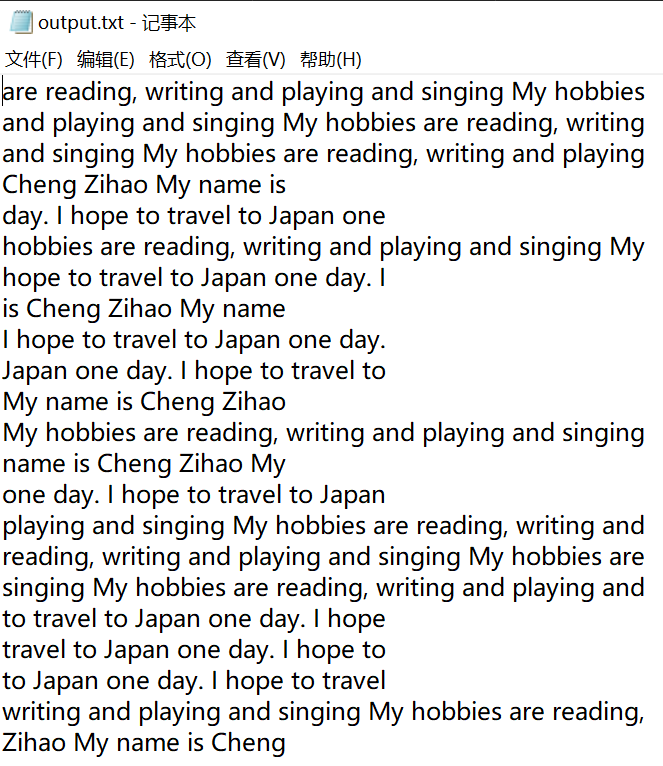 output.txt - 记事本
文件(F) 编辑(E) 格式(O) 查看(V) 帮助(H)
are reading, writing and playing and singing My hobbies
and playing and singing My hobbies are reading, writing
and singing My hobbies are reading, writing and playing
Cheng Zihao My name is
day. I hope to travel to Japan one
hobbies are reading, writing and playing and singing My
hope to travel to Japan one day. I
is Cheng Zihao My name
I hope to travel to Japan one day.
Japan one day. I hope to travel to
My name is Cheng Zihao
My hobbies are reading, writing and playing and singing
name is Cheng Zihao My
one day. I hope to travel to Japan
playing and singing My hobbies are reading, writing and
reading, writing and playing and singing My hobbies are
singing My hobbies are reading, writing and playing and
to travel to Japan one day. I hope
travel to Japan one day. I hope to
to Japan one day. I hope to travel
writing and playing and singing My hobbies are reading,
Zihao My name is Cheng